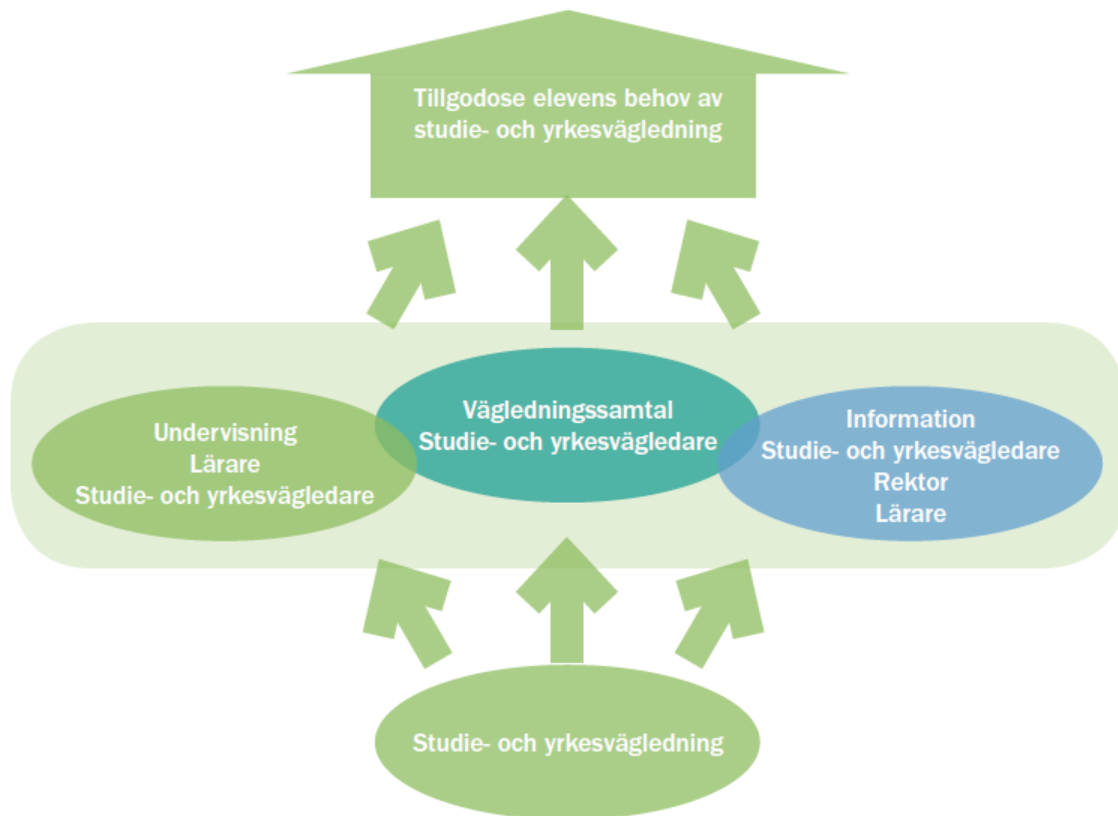 Tillgodose elevens behov av
studie- och yrkesvägledning
Undervisning
Lärare
Studie- och yrkesvägledare
Vägledningssamtal
Studie- och yrkesvägledare
Information
Studie- och yrkesvägledare
Rektor
Lärare
Studie- och yrkesvägledning